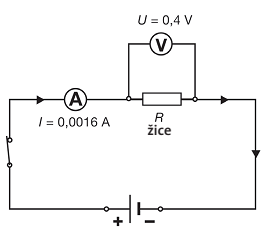 U = 0,4 V
V
A
I = 0,0016 A
R
žice
+ −